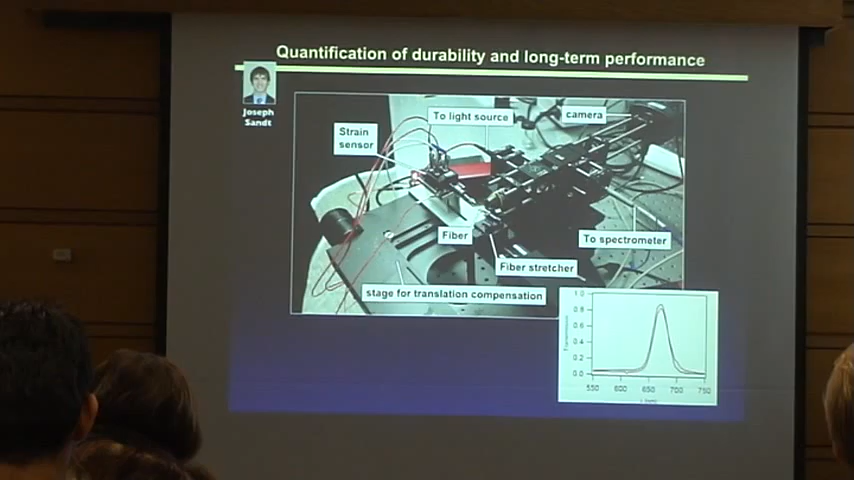 Quantification of durability and long-term performance
Joseph
Sandt
Strain
sensor
To light source
camera
Fiber
To spectrometer
Fiber stretcher
stage for translation compensation
1.0
0.8
0.6
0.4
0.2
0.0
550
600
650
700
750